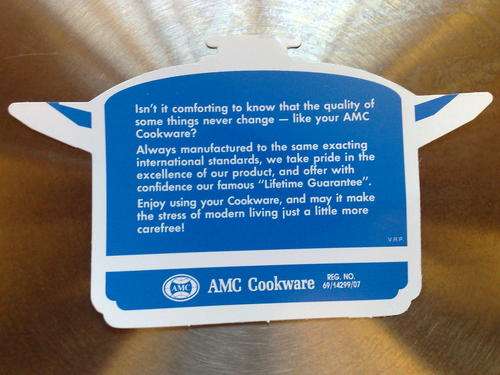 Isn't it comforting to know that the quality of
some things never change — like your AMC
Cookware?
Always manufactured to the same exacting
international standards, we take pride in the
excellence of our product, and offer with
confidence our famous "Lifetime Guarantee".
Enjoy using your Cookware, and may it make
the stress of modern living just a little more
carefree!
V.R.P.
AMC
AMC Cookware
REG. NO.
69/14299/07